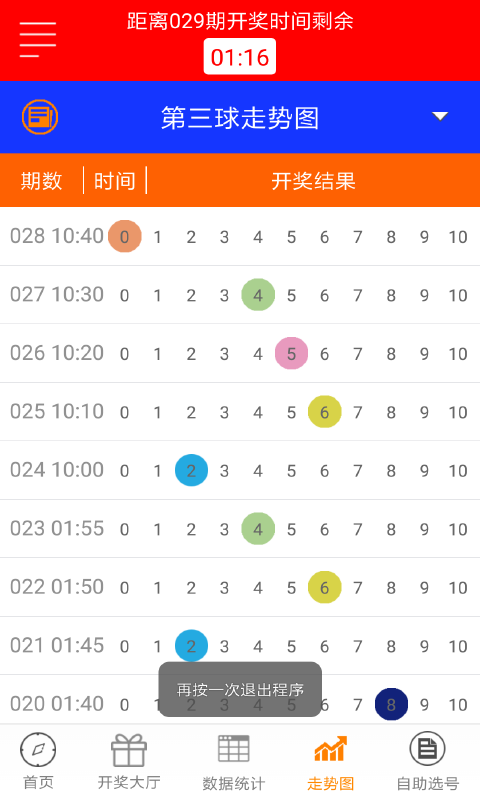 距离029期开奖时间剩余
01:16
第三球走势图
期数 时间 开奖结果
028 10:40 0 1 2 3 4 5 6 7 8 9 10
027 10:30 0 1 2 3 4 5 6 7 8 9 10
026 10:20 0 1 2 3 4 5 6 7 8 9 10
025 10:10 0 1 2 3 4 5 6 7 8 9 10
024 10:00 0 1 2 3 4 5 6 7 8 9 10
023 01:55 0 1 2 3 4 5 6 7 8 9 10
022 01:50 0 1 2 3 4 5 6 7 8 9 10
021 01:45 0 1 2 3 4 5 6 7 8 9 10
再按一次退出程序
020 01:40 0 1 7 8 9 10
首页 开奖大厅 数据统计 走势图 自助选号